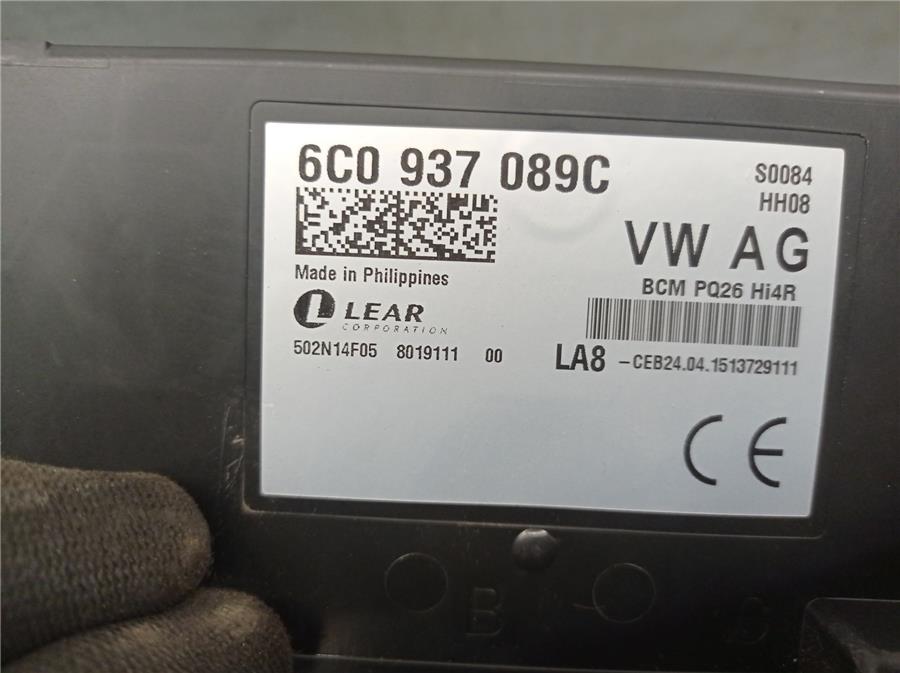 6C0 937 089C
S0084
HH08
VW AG
BCM PQ26 Hi4R
Made in Philippines
LEAR
CORPORATION
502N14F05 8019111 00
LA8 -CEB24.04.1513729111
CE
B
C